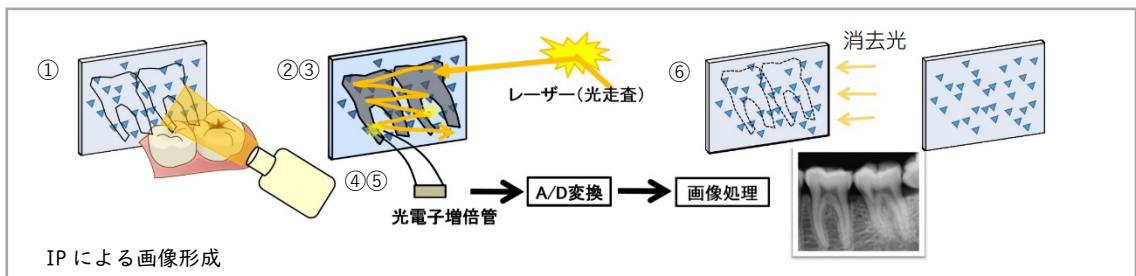 ①
②③
レーザー(光走査)
④⑤
光電子増倍管
A/D変換
画像処理
⑥
消去光
IP による画像形成